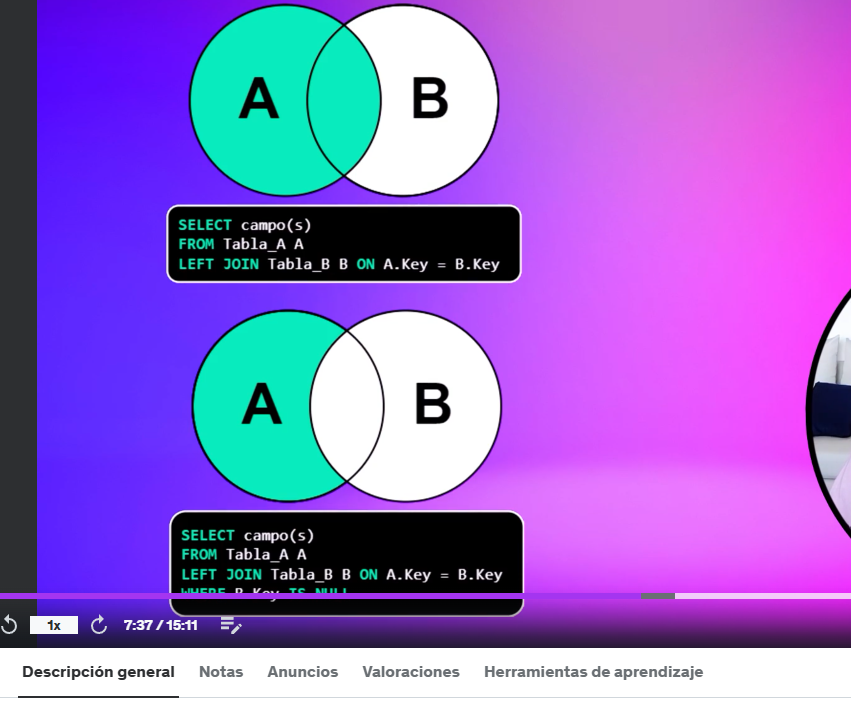 A B
SELECT campo(s)
FROM Tabla_A A
LEFT JOIN Tabla_B B ON A.Key = B.Key
A B
SELECT campo(s)
FROM Tabla_A A
LEFT JOIN Tabla_B B ON A.Key = B.Key
WHERE B.Key IS NULL
1x 7:37 / 15:11
Descripción general Notas Anuncios Valoraciones Herramientas de aprendizaje